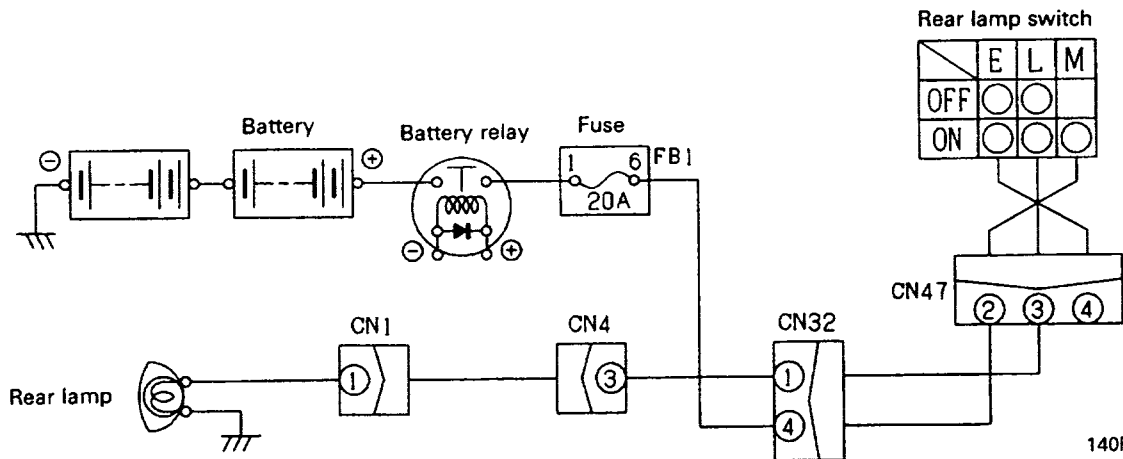 Rear lamp switch
E L M
OFF
ON
Battery
Battery relay
Fuse
⊖
⊕
1 6
FB1
20A
⊖
⊕
CN47
2 3 4
CN1
CN4
CN32
1
3
1
4
Rear lamp